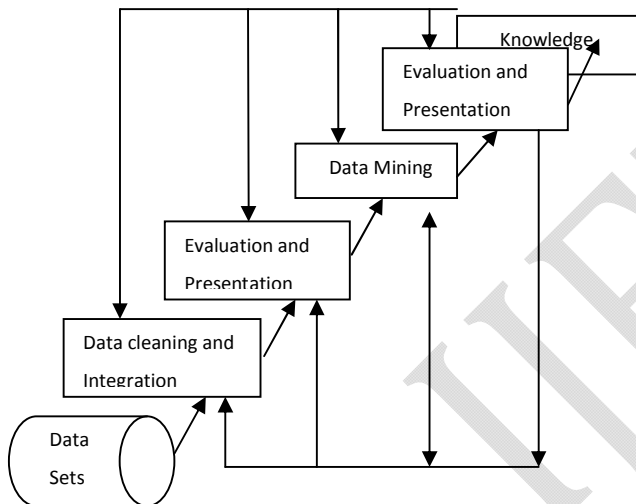 Knowledge
Evaluation and
Presentation
Data Mining
Evaluation and
Presentation
Data cleaning and
Integration
Data
Sets